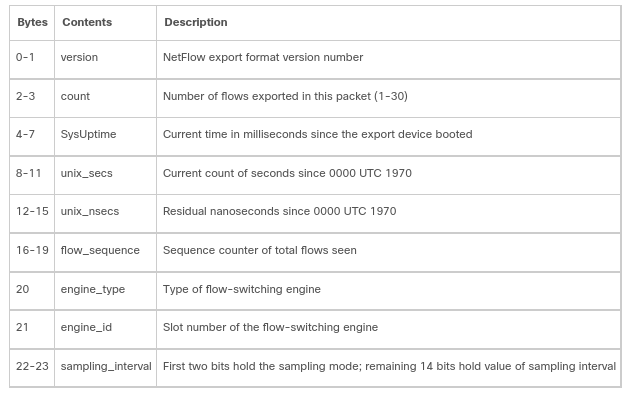 Bytes Contents Description
0-1 version NetFlow export format version number
2-3 count Number of flows exported in this packet (1-30)
4-7 SysUptime Current time in milliseconds since the export device booted
8-11 unix_secs Current count of seconds since 0000 UTC 1970
12-15 unix_nsecs Residual nanoseconds since 0000 UTC 1970
16-19 flow_sequence Sequence counter of total flows seen
20 engine_type Type of flow-switching engine
21 engine_id Slot number of the flow-switching engine
22-23 sampling_interval First two bits hold the sampling mode; remaining 14 bits hold value of sampling interval